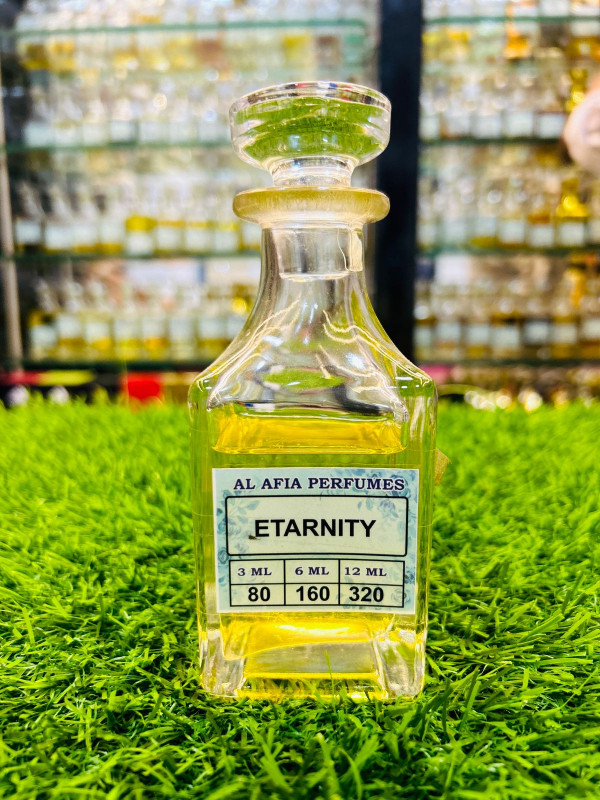 AL AFIA PERFUMES
ETARNITY
3 ML 6 ML 12 ML
80 160 320